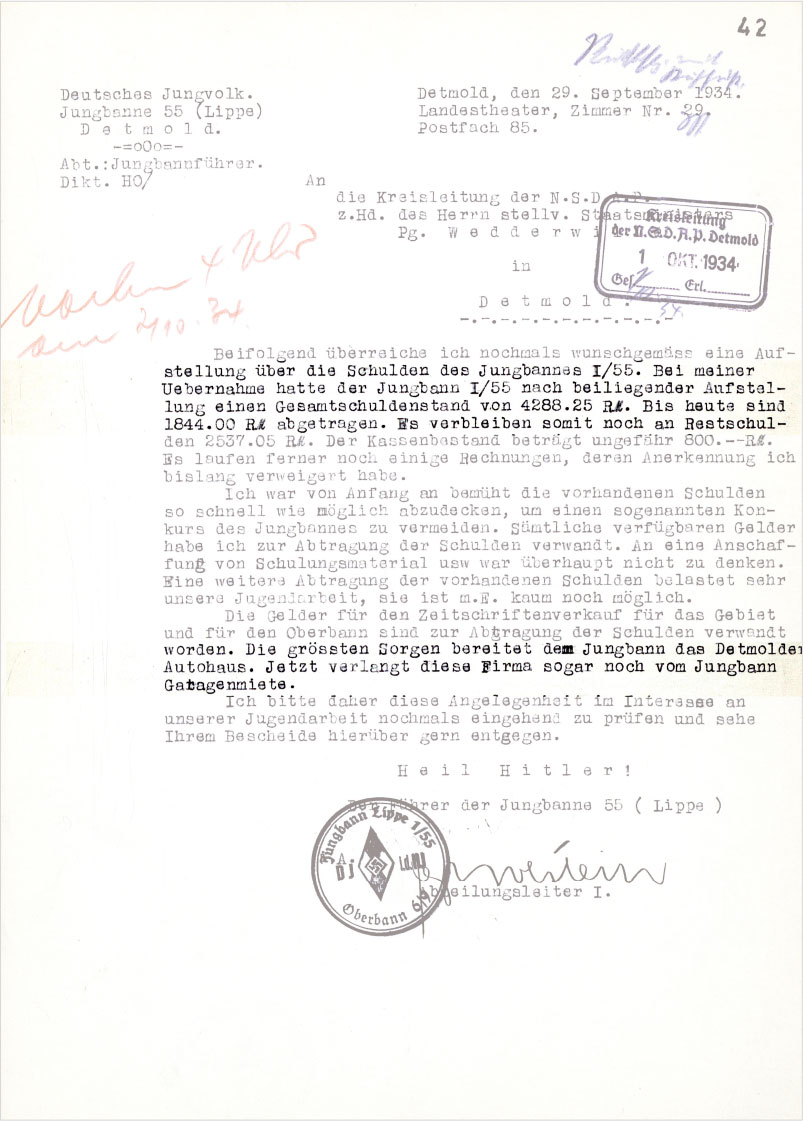 42
Deutsches Jungvolk.
Jungbanne 55 (Lippe)
D e t m o l d.
-=oOo=-
Abt.:Jungbannführer.
Dikt. HO/
Detmold, den 29. September 1934.
Landestheater, Zimmer Nr. 29.
Postfach 85.
An
die Kreisleitung der N.S.D.A.P.
z.Hd. des Herrn stellv. Staatsministers
Pg. W e d d e r w i
in
D e t m o l d .
-.-.-.-.-.-.-.-.-.-.-
Kreisleitung
der N.S.D.A.P. Detmold
1 OKT. 1934
Ges. Erl.
am 2/10. 34.
Beifolgend überreiche ich nochmals wunschgemäss eine Auf-
stellung über die Schulden des Jungbannes I/55. Bei meiner
Uebernahme hatte der Jungbann I/55 nach beiliegender Aufstel-
lung einen Gesamtschuldenstand von 4288.25 RM. Bis heute sind
1844.00 RM abgetragen. Es verbleiben somit noch an Restschul-
den 2537.05 RM. Der Kassenbestand beträgt ungefähr 800.--RM.
Es laufen ferner noch einige Rechnungen, deren Anerkennung ich
bislang verweigert habe.
Ich war von Anfang an bemüht die vorhandenen Schulden
so schnell wie möglich abzudecken, um einen sogenannten Kon-
kurs des Jungbannes zu vermeiden. Sämtliche verfügbaren Gelder
habe ich zur Abtragung der Schulden verwandt. An eine Anschaf-
fung von Schulungsmaterial usw war überhaupt nicht zu denken.
Eine weitere Abtragung der vorhandenen Schulden belastet sehr
unsere Jugendarbeit, sie ist m.E. kaum noch möglich.
Die Gelder für den Zeitschriftenverkauf für das Gebiet
und für den Oberbann sind zur Abtragung der Schulden verwandt
worden. Die grössten Sorgen bereitet dem Jungbann das Detmolder
Autohaus. Jetzt verlangt diese Firma sogar noch vom Jungbann
Gatagenmiete.
Ich bitte daher diese Angelegenheit im Interesse an
unserer Jugendarbeit nochmals eingehend zu prüfen und sehe
Ihrem Bescheide hierüber gern entgegen.
H e i l H i t l e r !
Der Führer der Jungbanne 55 ( Lippe )
Abteilungsleiter I.
Jungbann Lippe 1/55
Oberbann 6/9